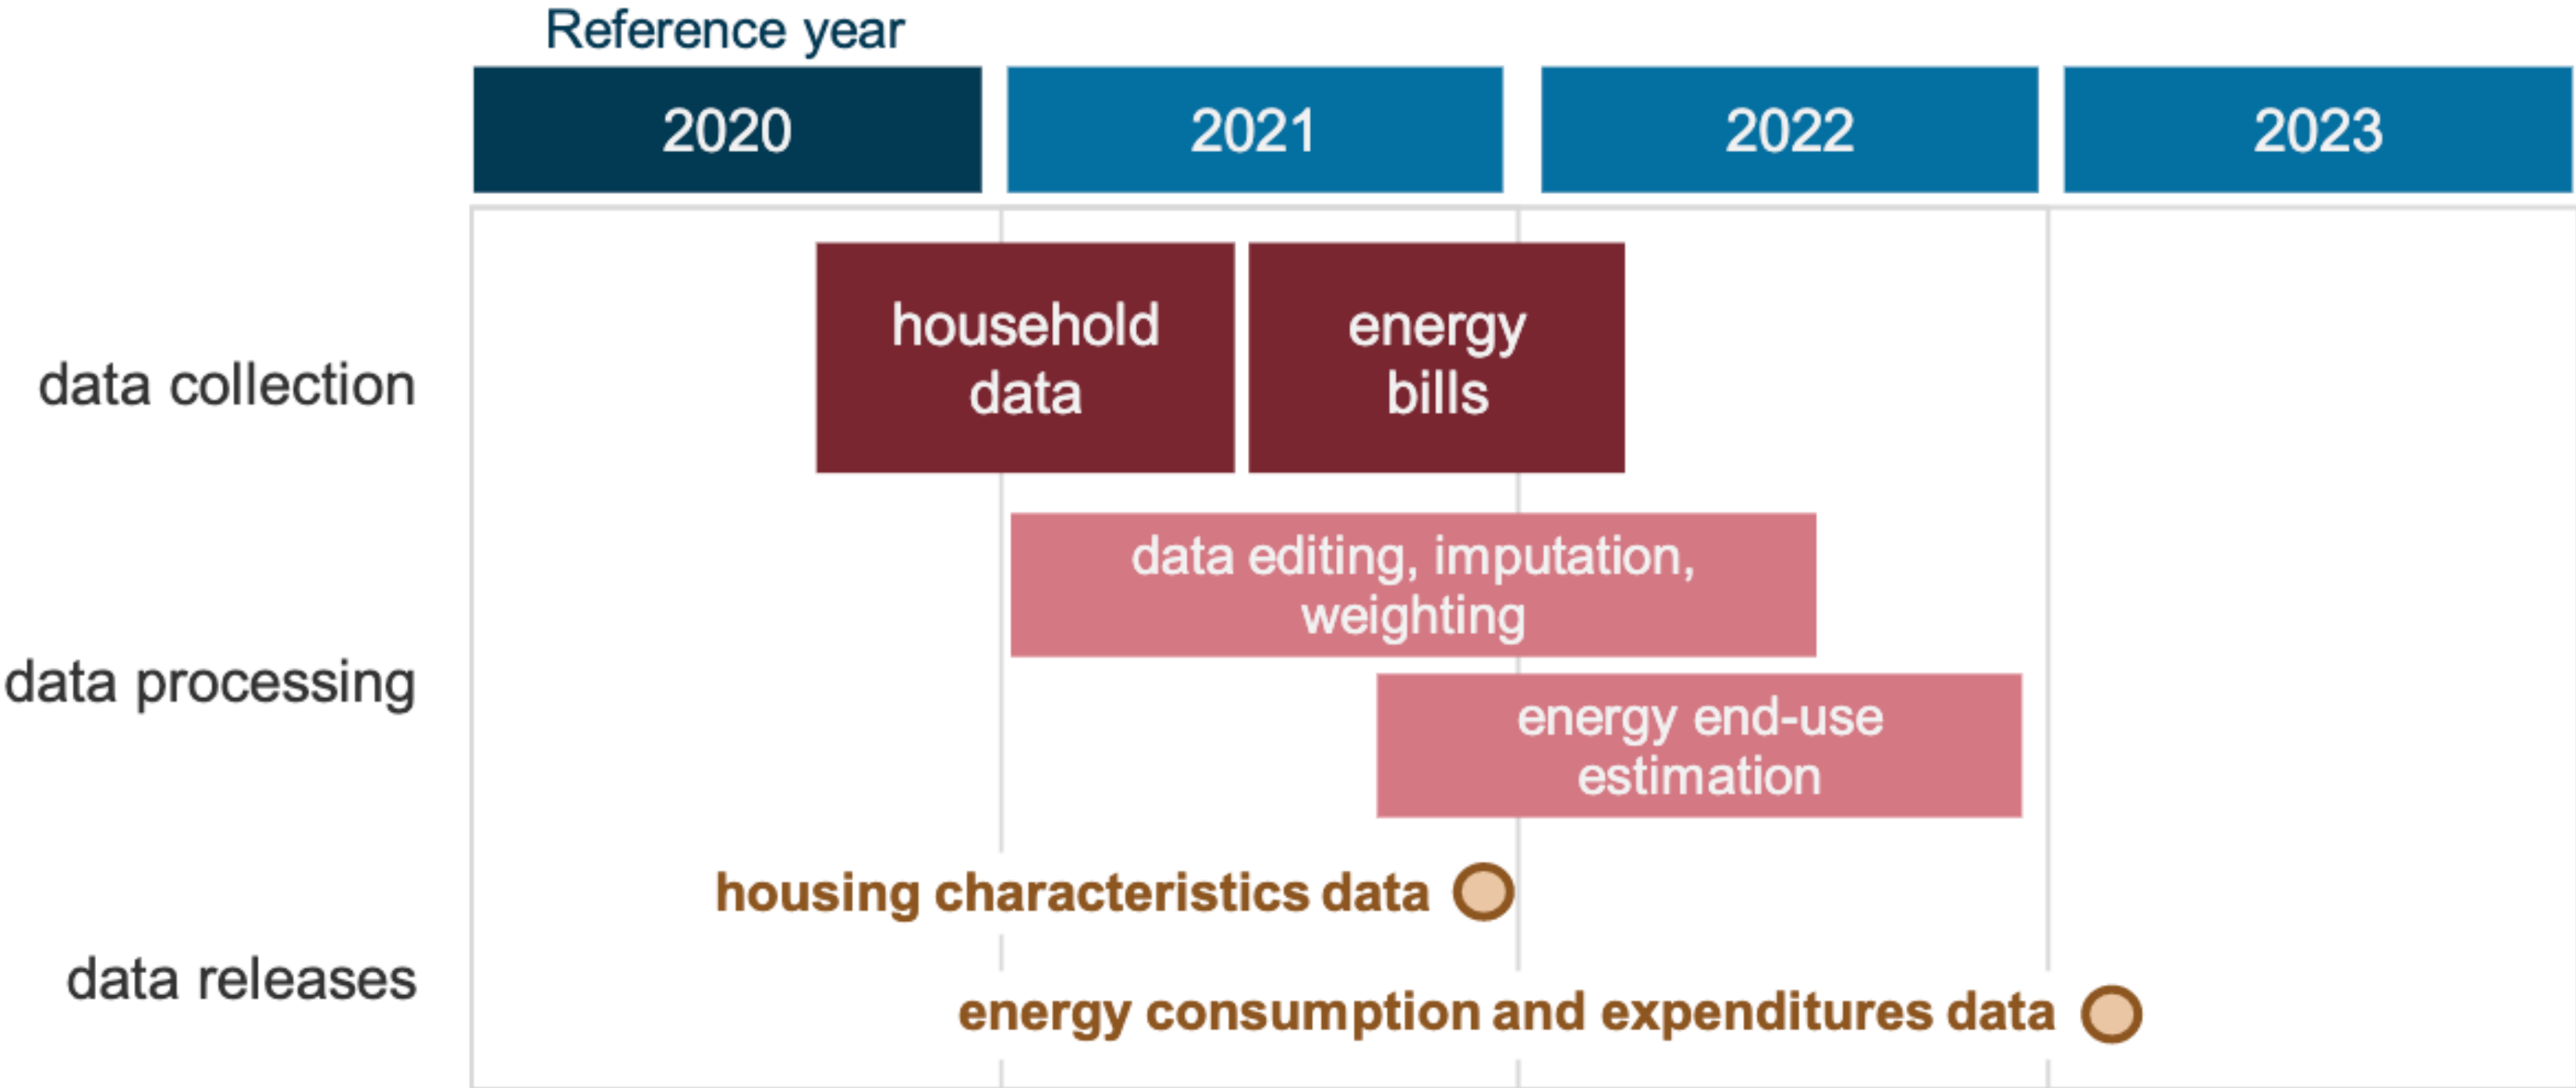 Reference year
2020
2021
2022
2023
data collection
household
data
energy
bills
data processing
data editing, imputation,
weighting
energy end-use
estimation
data releases
housing characteristics data
energy consumption and expenditures data